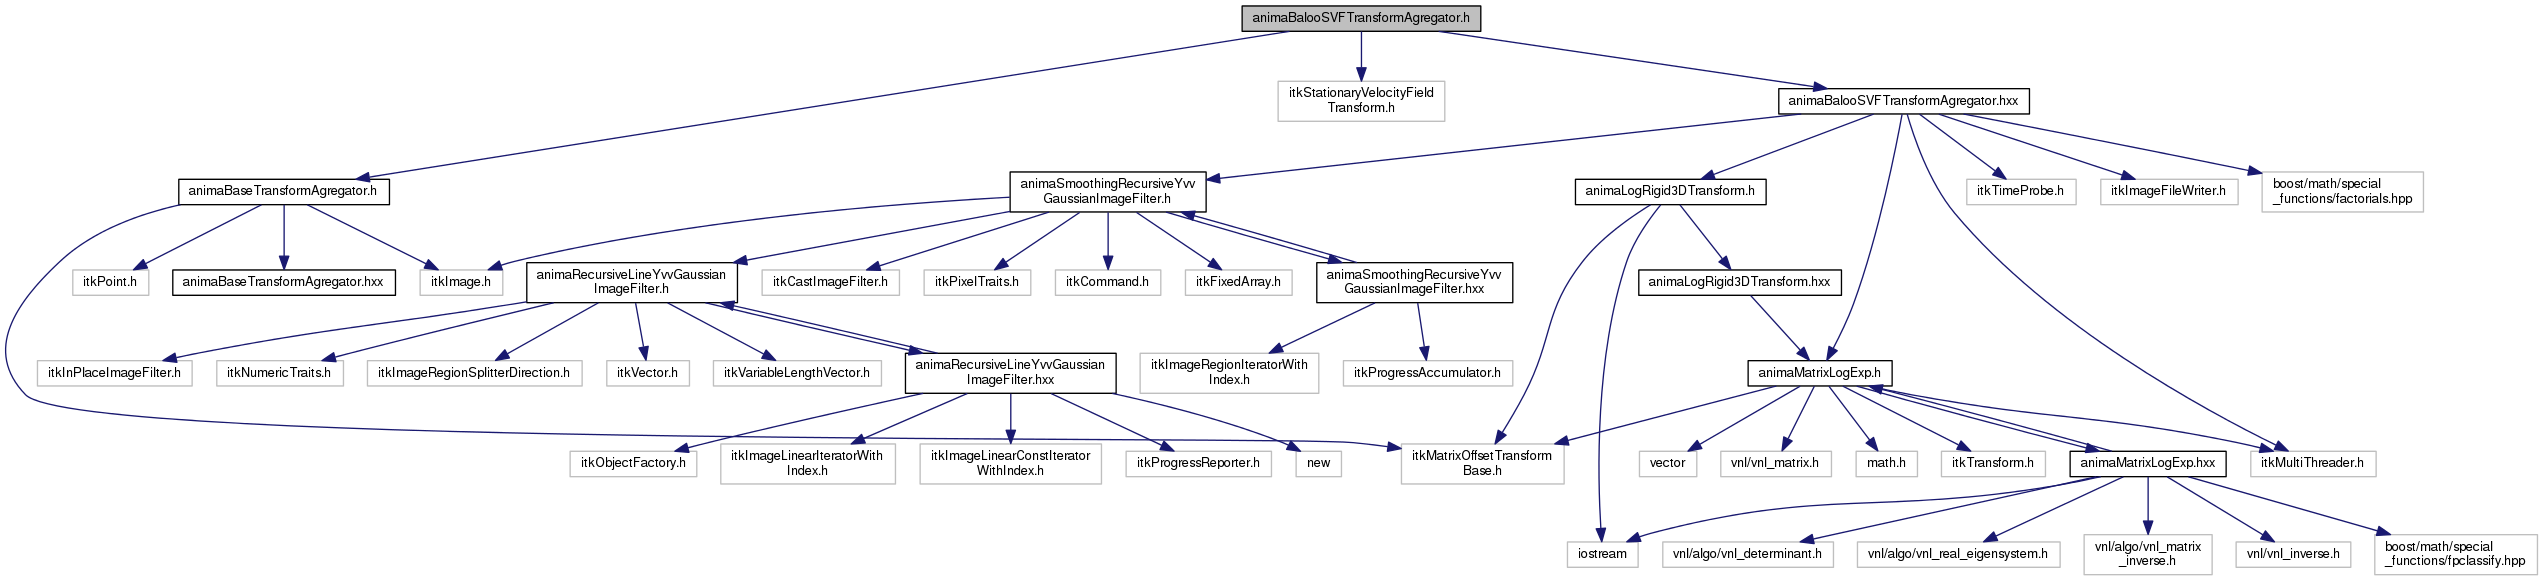 animaBalooSVFTransformAgregator.h
itkStationaryVelocityField
Transform.h
animaBalooSVFTransformAgregator.hxx
animaBaseTransformAgregator.h
animaSmoothingRecursiveYvv
GaussianImageFilter.h
animaLogRigid3DTransform.h
itkTimeProbe.h
itkImageFileWriter.h
boost/math/special
_functions/factorials.hpp
itkPoint.h
animaBaseTransformAgregator.hxx
itkImage.h
animaRecursiveLineYvvGaussian
ImageFilter.h
itkCastImageFilter.h
itkPixelTraits.h
itkCommand.h
itkFixedArray.h
animaSmoothingRecursiveYvv
GaussianImageFilter.hxx
animaLogRigid3DTransform.hxx
itkInPlaceImageFilter.h
itkNumericTraits.h
itkImageRegionSplitterDirection.h
itkVector.h
itkVariableLengthVector.h
animaRecursiveLineYvvGaussian
ImageFilter.hxx
itkImageRegionIteratorWith
Index.h
itkProgressAccumulator.h
animaMatrixLogExp.h
itkObjectFactory.h
itkImageLinearIteratorWith
Index.h
itkImageLinearConstIterator
WithIndex.h
itkProgressReporter.h
new
itkMatrixOffsetTransform
Base.h
vector
vnl/vnl_matrix.h
math.h
itkTransform.h
animaMatrixLogExp.hxx
itkMultiThreader.h
iostream
vnl/algo/vnl_determinant.h
vnl/algo/vnl_real_eigensystem.h
vnl/algo/vnl_matrix
_inverse.h
vnl/vnl_inverse.h
boost/math/special
_functions/fpclassify.hpp